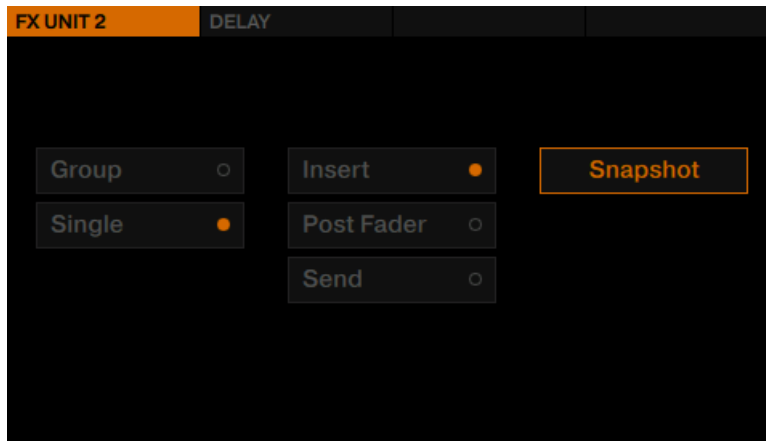 FX UNIT 2
DELAY
Group
Insert
Snapshot
Single
Post Fader
Send